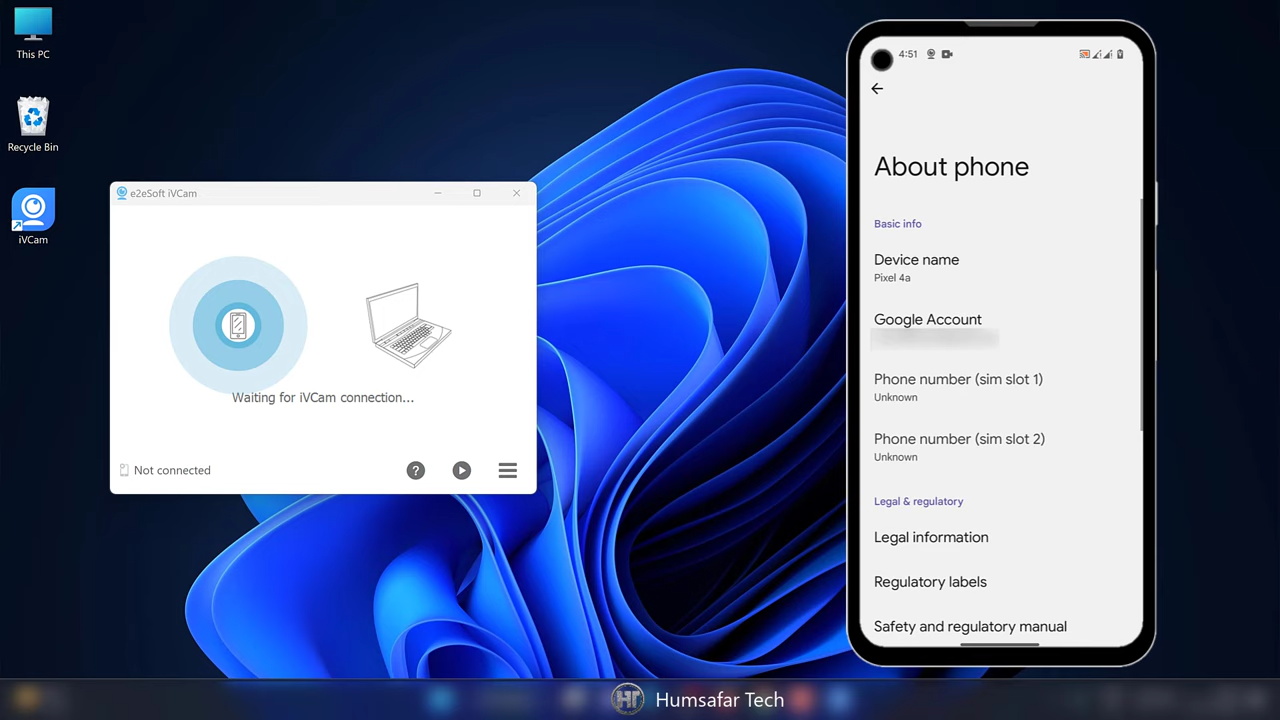 This PC
Recycle Bin
iVCam
e2eSoft iVCam
Waiting for iVCam connection...
Not connected
?
4:51
About phone
Basic info
Device name
Pixel 4a
Google Account
Phone number (sim slot 1)
Unknown
Phone number (sim slot 2)
Unknown
Legal & regulatory
Legal information
Regulatory labels
Safety and regulatory manual
HT Humsafar Tech